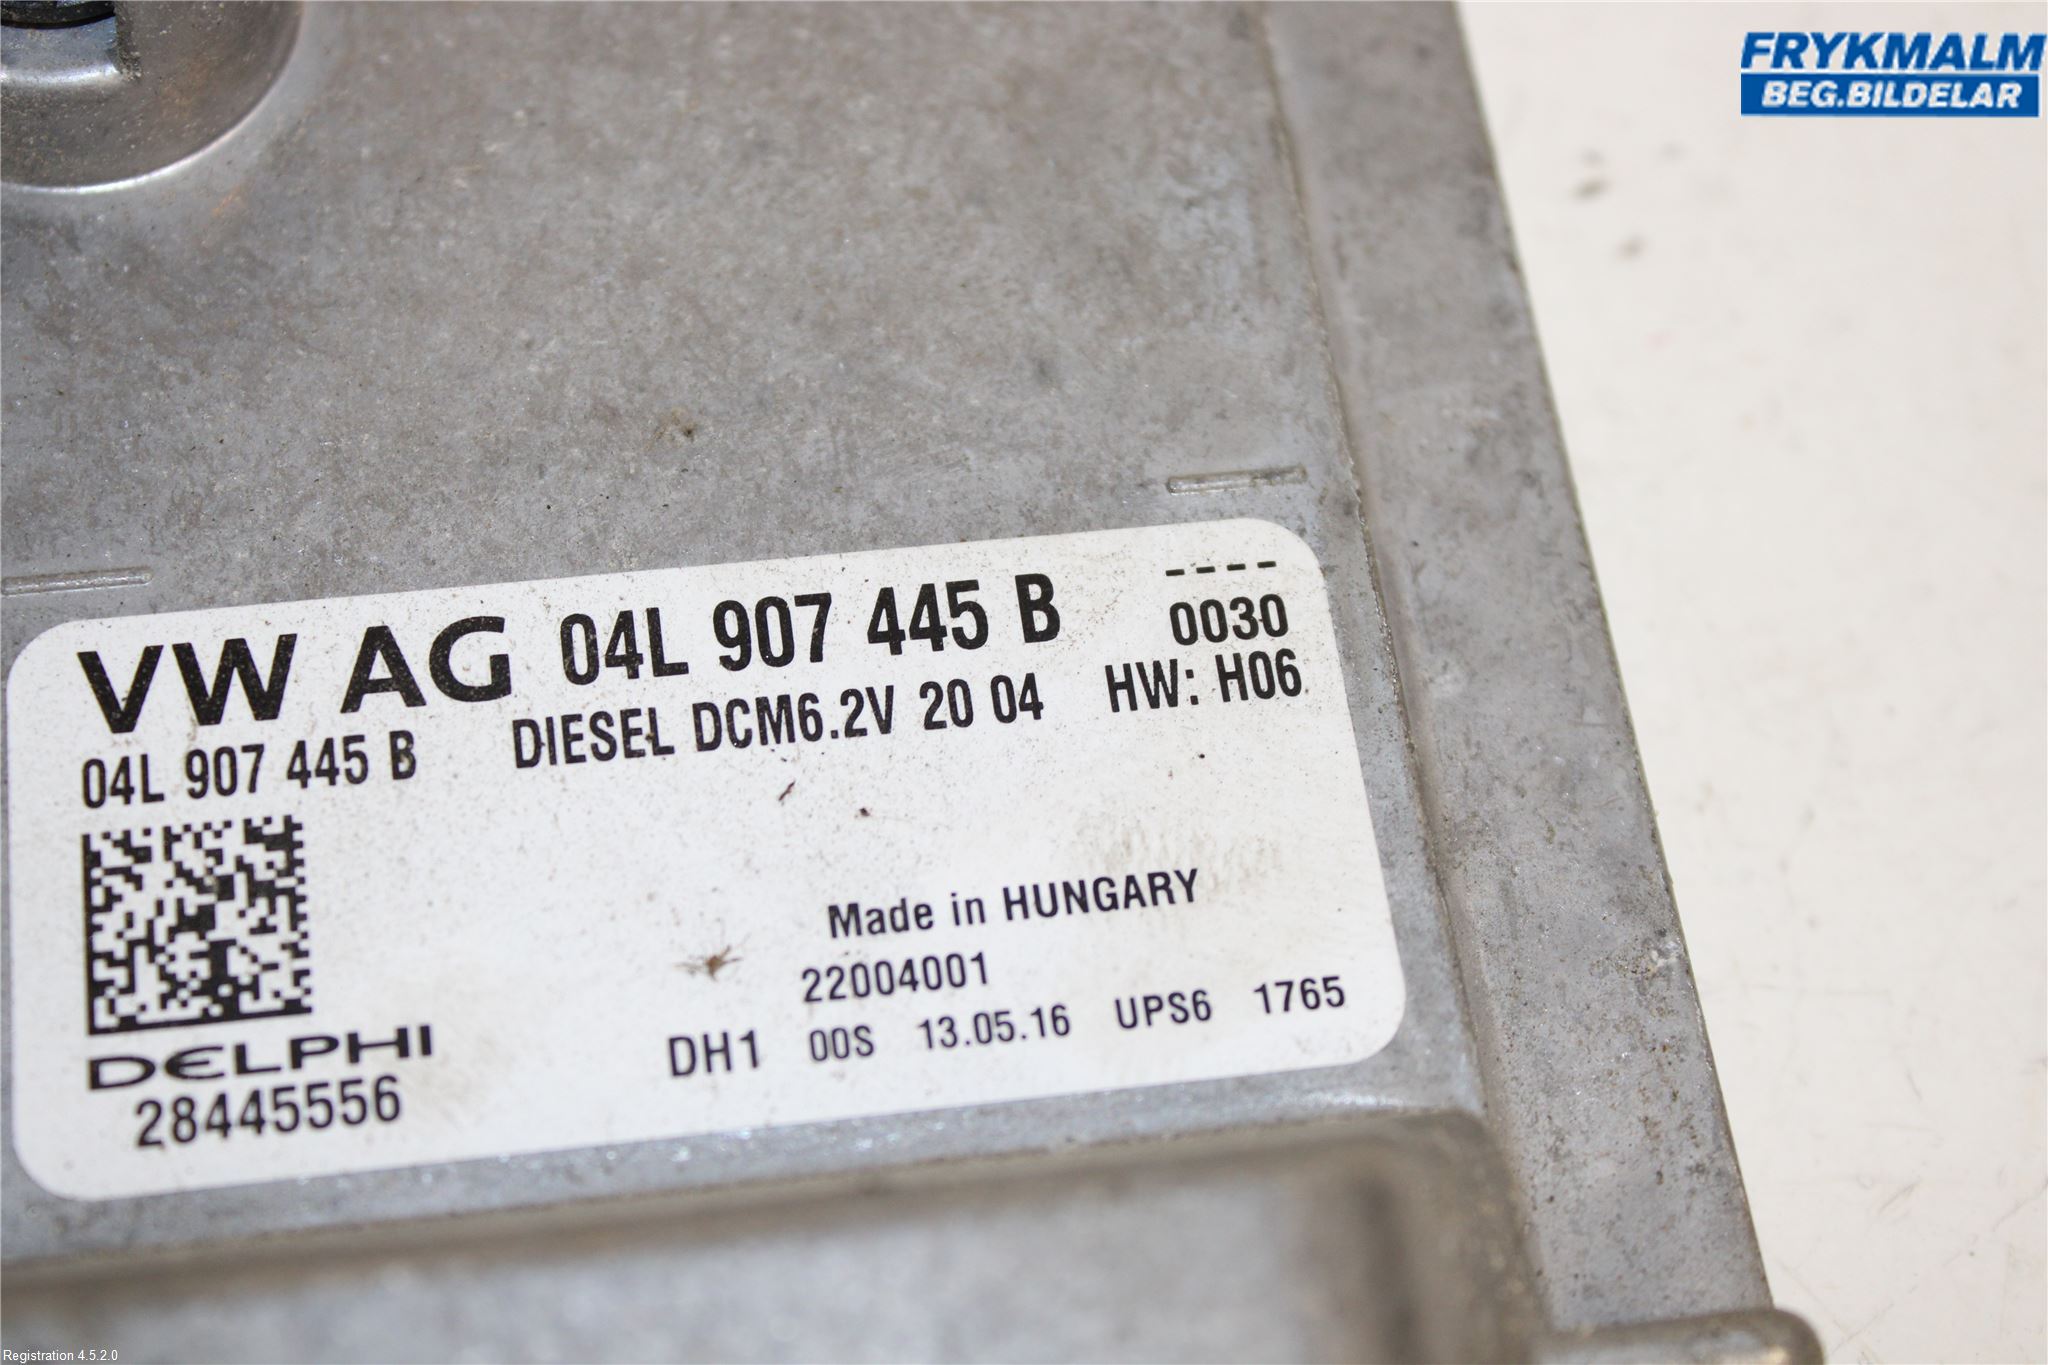 FRYKMALM
BEG.BILDELAR
VW AG 04L 907 445 B
----
0030
04L 907 445 B DIESEL DCM6.2V 20 04 HW: H06
Made in HUNGARY
22004001
DELPHI
28445556
DH1 00S 13.05.16 UPS6 1765
Registration 4.5.2.0